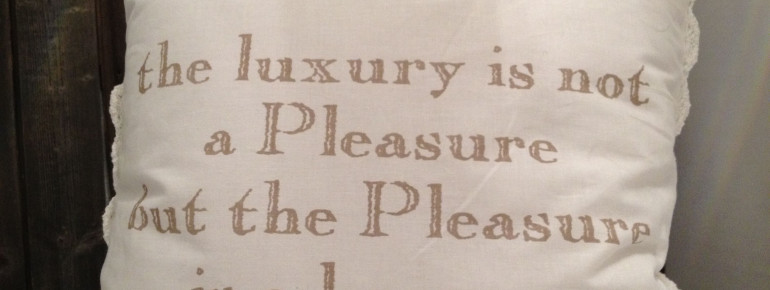 the luxury is not
a Pleasure
but the Pleasure